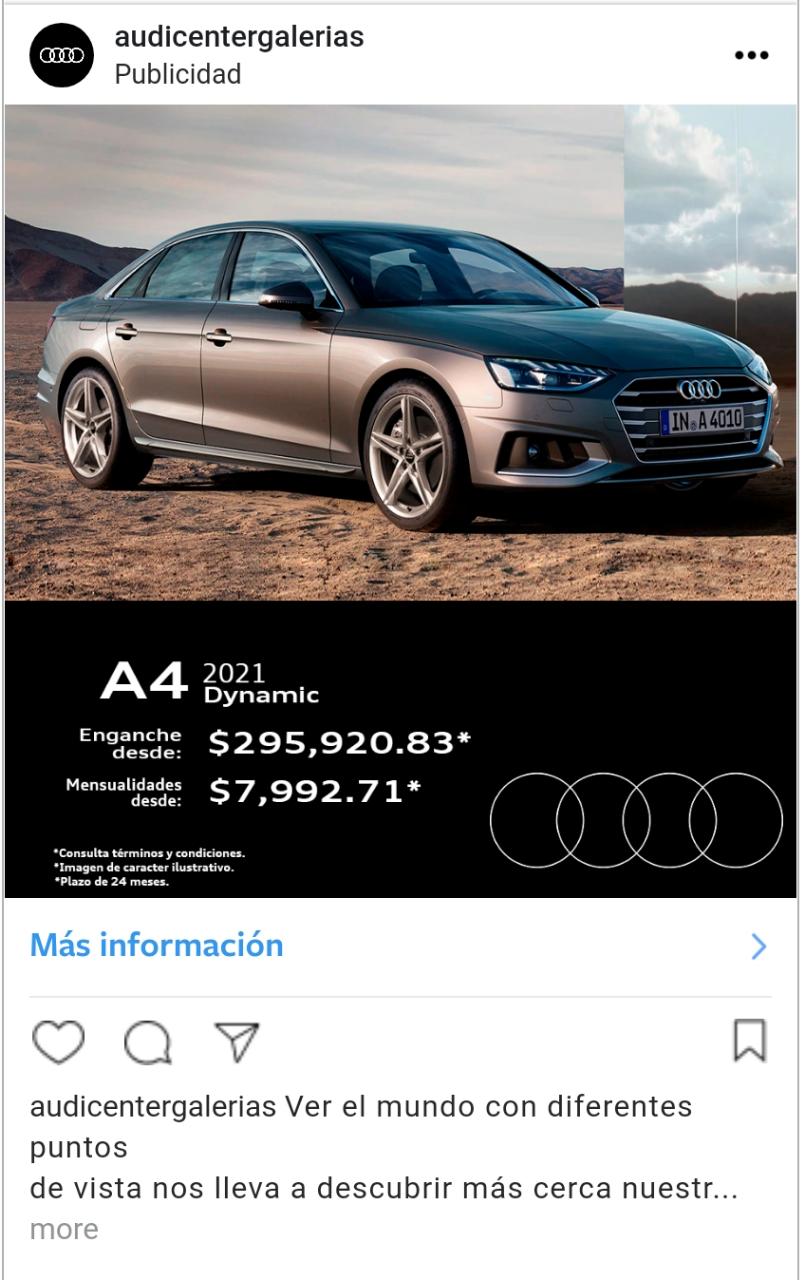 audicentergalerias
Publicidad
IN A 4010
A4 2021
Dynamic
Enganche
desde: $295,920.83*
Mensualidades
desde: $7,992.71*
*Consulta términos y condiciones.
*Imagen de caracter ilustrativo.
*Plazo de 24 meses.
Más información
audicentergalerias Ver el mundo con diferentes
puntos
de vista nos lleva a descubrir más cerca nuestr...
more